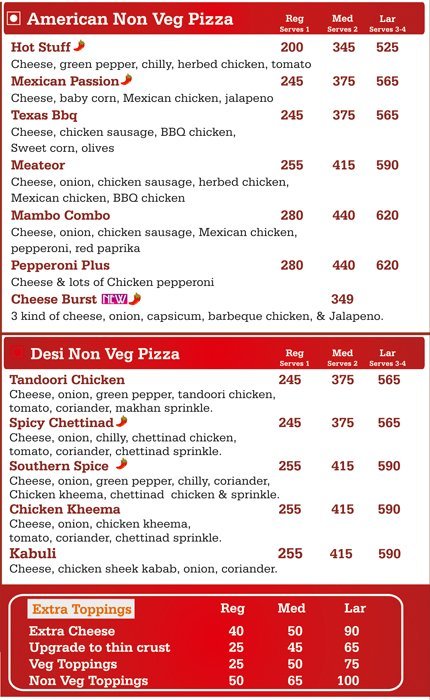 American Non Veg Pizza Reg Med Lar
Serves 1 Serves 2 Serves 3-4
Hot Stuff 200 345 525
Cheese, green pepper, chilly, herbed chicken, tomato
Mexican Passion 245 375 565
Cheese, baby corn, Mexican chicken, jalapeno
Texas Bbq 245 375 565
Cheese, chicken sausage, BBQ chicken,
Sweet corn, olives
Meateor 255 415 590
Cheese, onion, chicken sausage, herbed chicken,
Mexican chicken, BBQ chicken
Mambo Combo 280 440 620
Cheese, onion, chicken sausage, Mexican chicken,
pepperoni, red paprika
Pepperoni Plus 280 440 620
Cheese & lots of Chicken pepperoni
Cheese Burst NEW 349
3 kind of cheese, onion, capsicum, barbeque chicken, & Jalapeno.
Desi Non Veg Pizza Reg Med Lar
Serves 1 Serves 2 Serves 3-4
Tandoori Chicken 245 375 565
Cheese, onion, green pepper, tandoori chicken,
tomato, coriander, makhan sprinkle.
Spicy Chettinad 245 375 565
Cheese, onion, chilly, chettinad chicken,
tomato, coriander, chettinad sprinkle.
Southern Spice 255 415 590
Cheese, onion, green pepper, chilly, coriander,
Chicken kheema, chettinad chicken & sprinkle.
Chicken Kheema 255 415 590
Cheese, onion, chicken kheema,
tomato, coriander, chettinad sprinkle.
Kabuli 255 415 590
Cheese, chicken sheek kabab, onion, coriander.
Extra Toppings Reg Med Lar
Extra Cheese 40 50 90
Upgrade to thin crust 25 45 65
Veg Toppings 25 50 75
Non Veg Toppings 50 65 100